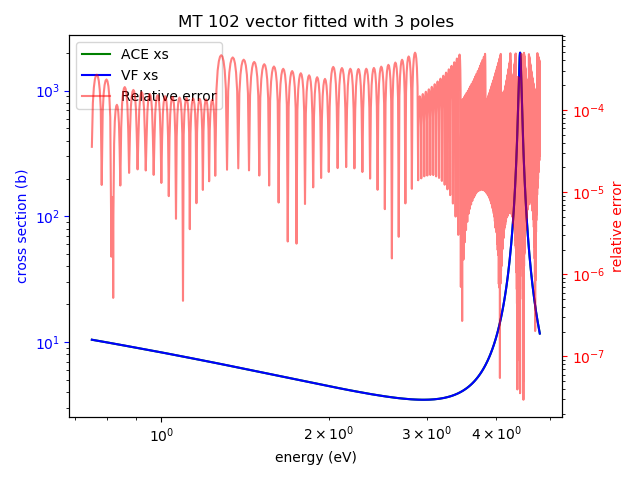 MT 102 vector fitted with 3 poles
ACE xs
VF xs
Relative error
10³
10²
10¹
cross section (b)
10⁻⁴
10⁻⁵
10⁻⁶
10⁻⁷
relative error
10⁰
2 × 10⁰
3 × 10⁰
4 × 10⁰
energy (eV)